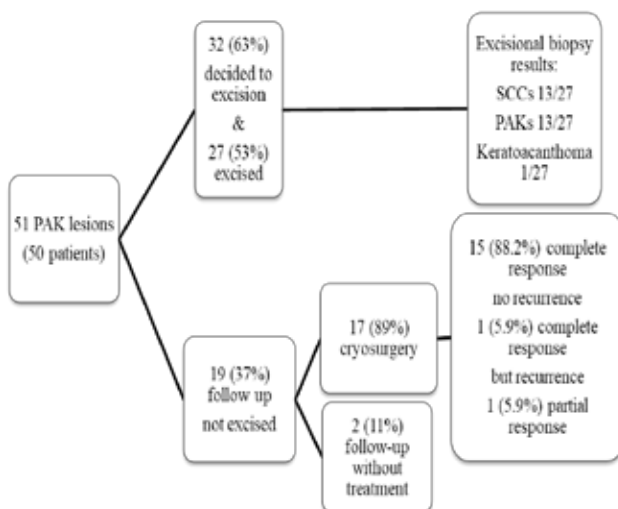 51 PAK lesions
(50 patients)
32 (63%)
decided to
excision
&
27 (53%)
excised
Excisional biopsy
results:
SCCs 13/27
PAKs 13/27
Keratoacanthoma
1/27
19 (37%)
follow up
not excised
17 (89%)
cryosurgery
2 (11%)
follow-up
without
treatment
15 (88.2%) complete
response
no recurrence
1 (5.9%) complete
response
but recurrence
1 (5.9%) partial
response